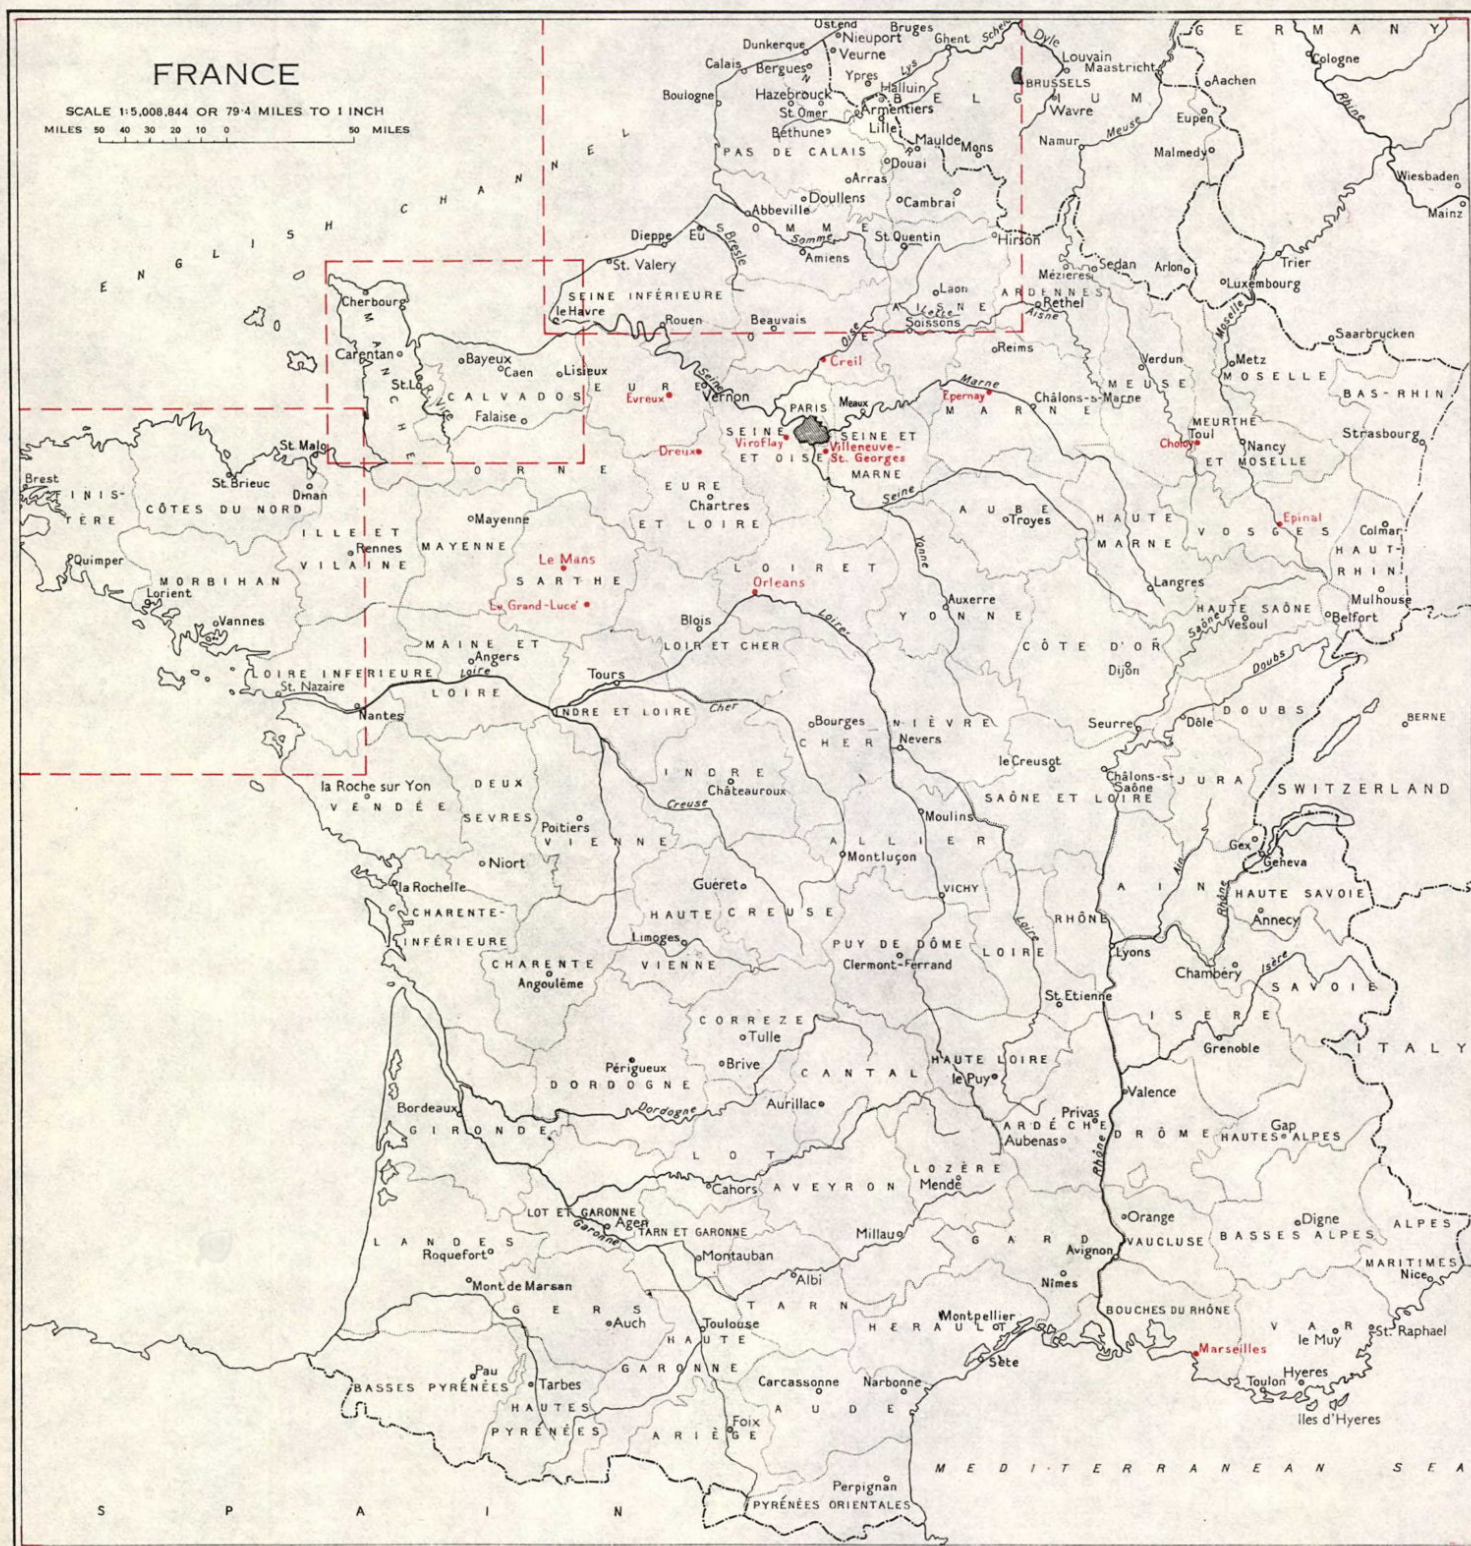 FRANCE
SCALE 1:5,008,844 OR 79·4 MILES TO 1 INCH
MILES 50 40 30 20 10 0 50 MILES
ENGLISH CHANNEL
Ostend
Bruges
Nieuport
Ghent
Scheldt
Dyle
GERMANY
Dunkerque
Veurne
Louvain
Cologne
Calais
Bergues
Ypres
Lys
Maastricht
Aachen
Boulogne
Hazebrouck
Halluin
BRUSSELS
BELGIUM
Rhine
St. Omer
Armentiers
Wavre
Eupen
Béthune
Lille
Maulde
Mons
Namur
Meuse
PAS DE CALAIS
Douai
Malmedy
Arras
Wiesbaden
Doullens
Cambrai
Mainz
Abbeville
SOMME
Dieppe
Eu
Bresle
Somme
St. Quentin
Hirson
St. Valery
Amiens
Mézières
Sedan
Arlon
Trier
Luxembourg
Cherbourg
SEINE INFÉRIEURE
Laon
ARDENNES
le Havre
AISNE
Rethel
Aisne
Moselle
Rouen
Beauvais
OISE
Oise
Soissons
Saarbrucken
Carentan
MANCHE
Bayeux
Caen
Lisieux
Creil
Reims
Verdun
Metz
St. Lo
Vire
CALVADOS
EURE
Seine
Vernon
MEUSE
MOSELLE
BAS-RHIN
Evreux
Epernay
Marne
MARNE
Châlons-s-Marne
Falaise
PARIS
Meaux
MEURTHE
ET MOSELLE
Toul
Choloy
Nancy
Strasbourg
SEINE
ET OISE
Viroflay
SEINE ET
MARNE
Villeneuve-
St. Georges
St. Malo
Dreux
ORNE
Brest
FINIS-
TÈRE
St. Brieuc
Dinan
CÔTES DU NORD
EURE
ET LOIRE
Chartres
Seine
AUBE
Troyes
HAUTE
MARNE
VOSGES
Epinal
Colmar
HAUT-
RHIN
ILLE ET
VILAINE
Rennes
Mayenne
MAYENNE
Le Mans
SARTHE
Le Grand-Lucé
LOIRET
Orleans
Yonne
Quimper
MORBIHAN
Lorient
Vannes
Langres
Mulhouse
Loire
Auxerre
YONNE
HAUTE SAÔNE
Saône
Vesoul
Belfort
Blois
LOIR ET CHER
CÔTE D'OR
Dijon
Doubs
MAINE ET
LOIRE
Angers
Loire
LOIRE INFERIEURE
St. Nazaire
Nantes
Tours
INDRE ET LOIRE
Cher
Bourges
CHER
NIÈVRE
Nevers
Seurre
Dôle
DOUBS
BERNE
le Creusot
Châlons-s-
Saône
JURA
SWITZERLAND
la Roche sur Yon
VENDÉE
DEUX
SEVRES
INDRE
Châteauroux
Creuse
SAÔNE ET LOIRE
Poitiers
VIENNE
Moulins
ALLIER
Niort
Montluçon
Gex
Geneva
Ain
la Rochelle
Guéret
VICHY
AIN
Rhône
HAUTE SAVOIE
Annecy
CHARENTE-
INFÉRIEURE
HAUTE
VIENNE
CREUSE
Limoges
PUY DE DÔME
Clermont-Ferrand
Loire
LOIRE
RHÔNE
Lyons
Chambéry
Isère
SAVOIE
CHARENTE
Angoulême
St. Etienne
ISERE
CORREZE
Tulle
Brive
Grenoble
ITALY
Périgueux
DORDOGNE
Dordogne
CANTAL
Aurillac
HAUTE LOIRE
le Puy
Valence
Bordeaux
GIRONDE
Privas
ARDÉCHE
Aubenas
DRÔME
Gap
HAUTES ALPES
LOT
Rhône
Cahors
AVEYRON
LOZÈRE
Mende
LOT ET GARONNE
Agen
Garonne
TARN ET GARONNE
Orange
Digne
BASSES ALPES
ALPES
MARITIMES
LANDES
Roquefort
Montauban
Millau
GARD
Avignon
VAUCLUSE
Nice
Mont de Marsan
Albi
Nîmes
GERS
Auch
TARN
Toulouse
HAUTE
GARONNE
Montpellier
HERAULT
BOUCHES DU RHÔNE
VAR
le Muy
St. Raphael
Marseilles
Sète
Pau
BASSES PYRÉNÉES
Tarbes
HAUTES
PYRÉNÉES
Carcassonne
Narbonne
AUDE
Toulon
Hyeres
Iles d'Hyeres
ARIÈGE
Foix
MEDITERRANEAN SEA
Perpignan
PYRÉNÉES ORIENTALES
SPAIN